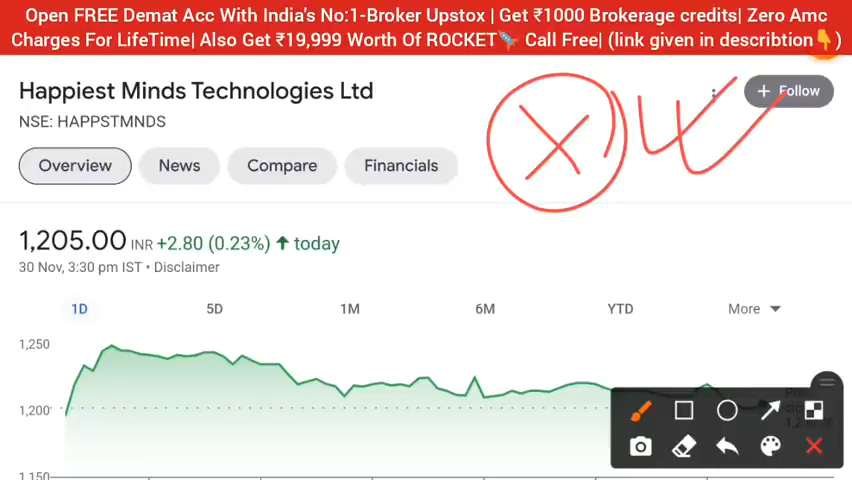 Open FREE Demat Acc With India's No:1-Broker Upstox | Get ₹1000 Brokerage credits| Zero Amc
Charges For LifeTime| Also Get ₹19,999 Worth Of ROCKET🚀 Call Free| (link given in describtion👇)
Happiest Minds Technologies Ltd
+ Follow
NSE: HAPPSTMNDS
Overview News Compare Financials
1,205.00 INR +2.80 (0.23%) ↑ today
30 Nov, 3:30 pm IST • Disclaimer
1D 5D 1M 6M YTD More
1,250
1,200
1,150